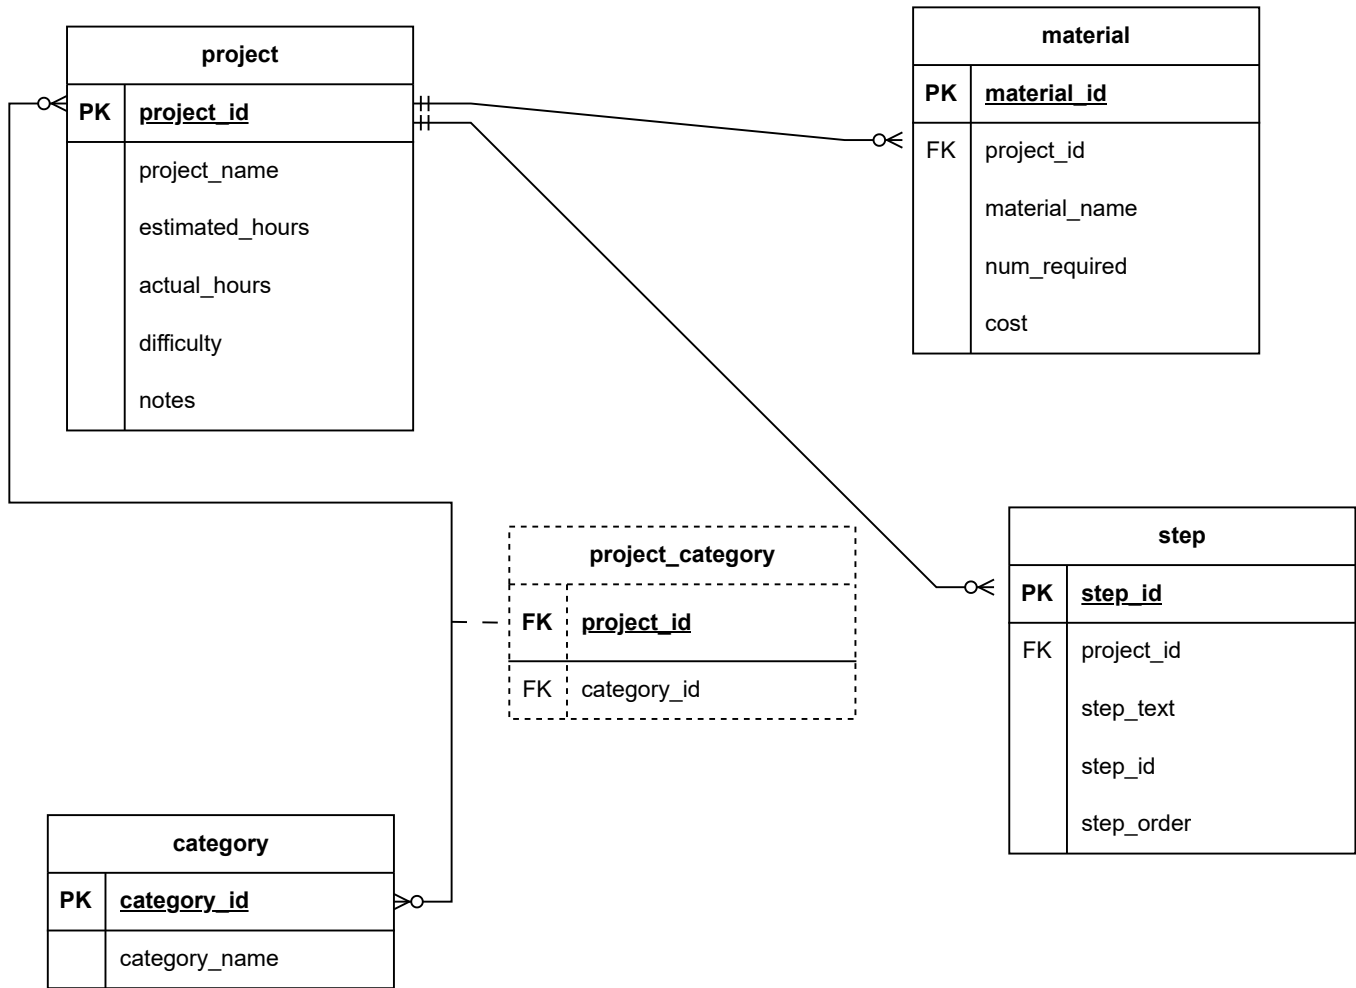 project
PK project_id
project_name
estimated_hours
actual_hours
difficulty
notes
material
PK material_id
FK project_id
material_name
num_required
cost
project_category
FK project_id
FK category_id
step
PK step_id
FK project_id
step_text
step_id
step_order
category
PK category_id
category_name